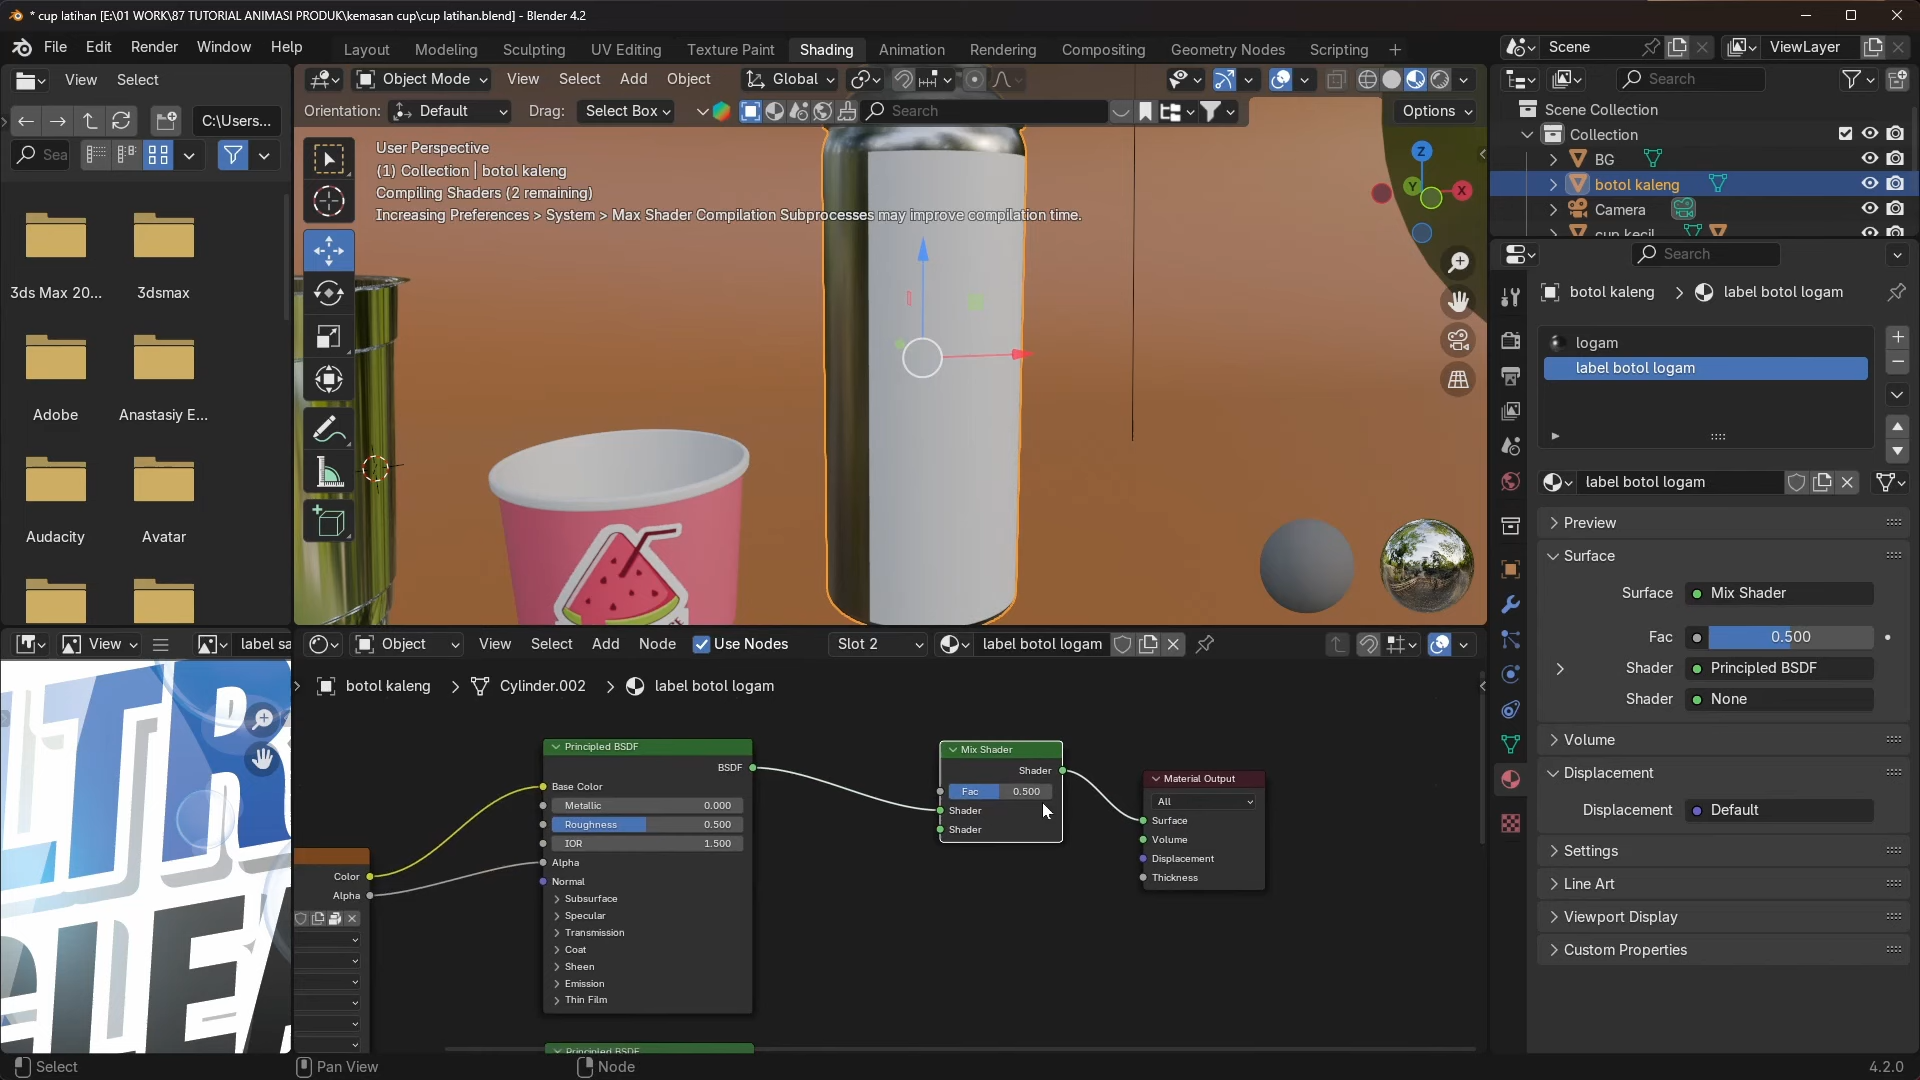 * cup latihan [E:\01 WORK\87 TUTORIAL ANIMASI PRODUK\kemasan cup\cup latihan.blend] - Blender 4.2
File Edit Render Window Help
Layout Modeling Sculpting UV Editing Texture Paint Shading Animation Rendering Compositing Geometry Nodes Scripting +
Scene
ViewLayer
View Select
C:\Users...
Sea
3ds Max 20...
3dsmax
Adobe
Anastasiy E...
Audacity
Avatar
Object Mode View Select Add Object Global
Orientation: Default Drag: Select Box Search Options
User Perspective
(1) Collection | botol kaleng
Compiling Shaders (2 remaining)
Increasing Preferences > System > Max Shader Compilation Subprocesses may improve compilation time.
Z
Y
X
Search
Scene Collection
Collection
BG
botol kaleng
Camera
cup kecil
Search
botol kaleng > label botol logam
logam
label botol logam
label botol logam
Preview
Surface
Surface Mix Shader
Fac 0.500
Shader Principled BSDF
Shader None
Volume
Displacement
Displacement Default
Settings
Line Art
Viewport Display
Custom Properties
View
label sa
Object View Select Add Node Use Nodes Slot 2 label botol logam
botol kaleng > Cylinder.002 > label botol logam
Color
Alpha
Principled BSDF
BSDF
Base Color
Metallic 0.000
Roughness 0.500
IOR 1.500
Alpha
Normal
Subsurface
Specular
Transmission
Coat
Sheen
Emission
Thin Film
Principled BSDF
Mix Shader
Shader
Fac 0.500
Shader
Shader
Material Output
All
Surface
Volume
Displacement
Thickness
Select
Pan View
Node
4.2.0